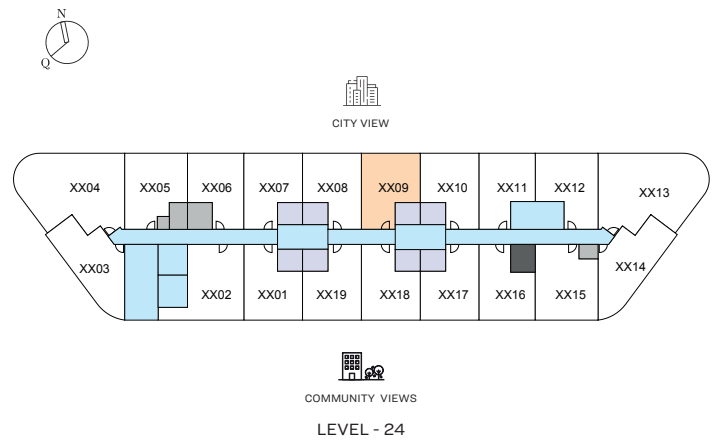 N
Q
CITY VIEW
XX04 XX05 XX06 XX07 XX08 XX09 XX10 XX11 XX12 XX13
XX03 XX14
XX02 XX01 XX19 XX18 XX17 XX16 XX15
COMMUNITY VIEWS
LEVEL - 24